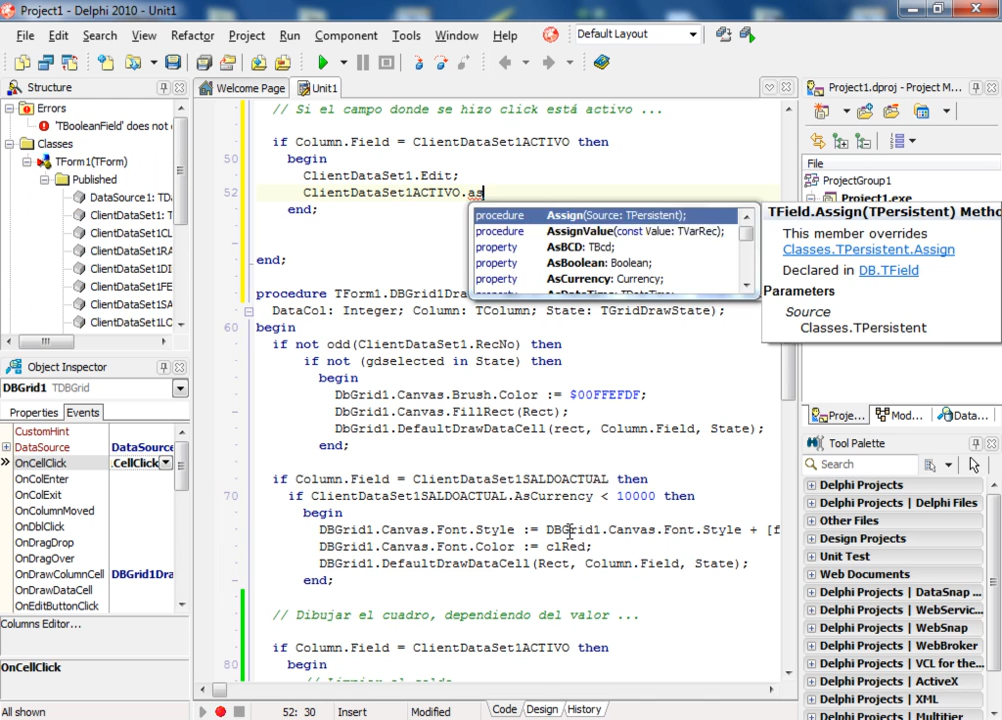 Project1 - Delphi 2010 - Unit1
File Edit Search View Refactor Project Run Component Tools Window Help Default Layout
Structure
Welcome Page Unit1
Project1.dproj - Project M...
Errors
'TBooleanField' does not
Classes
TForm1(TForm)
Published
DataSource1: TD
ClientDataSet1: T
ClientDataSet1RE
ClientDataSet1DI
ClientDataSet1FE
ClientDataSet1SA
ClientDataSet1LO
// Si el campo donde se hizo click está activo ...
if Column.Field = ClientDataSet1ACTIVO then
50 begin
ClientDataSet1.Edit;
52 ClientDataSet1ACTIVO.as
end;
end;
procedure TForm1.DBGrid1Dra
DataCol: Integer; Column: TColumn; State: TGridDrawState);
60 begin
if not odd(ClientDataSet1.RecNo) then
if not (gdselected in State) then
begin
DbGrid1.Canvas.Brush.Color := $00FFEFDF;
DbGrid1.Canvas.FillRect(Rect);
DbGrid1.DefaultDrawDataCell(rect, Column.Field, State);
end;
if Column.Field = ClientDataSet1SALDOACTUAL then
70 if ClientDataSet1SALDOACTUAL.AsCurrency < 10000 then
begin
DBGrid1.Canvas.Font.Style := DBGrid1.Canvas.Font.Style + [f
DBGrid1.Canvas.Font.Color := clRed;
DBGrid1.DefaultDrawDataCell(Rect, Column.Field, State);
end;
// Dibujar el cuadro, dependiendo del valor ...
if Column.Field = ClientDataSet1ACTIVO then
80 begin
procedure Assign(Source: TPersistent);
procedure AssignValue(const Value: TVarRec);
property AsBCD: TBcd;
property AsBoolean: Boolean;
property AsCurrency: Currency;
property AsDateTime: TDateTime;
TField.Assign(TPersistent) Metho
This member overrides
Classes.TPersistent.Assign
Declared in DB.TField
Parameters
Source
Classes.TPersistent
File
ProjectGroup1
Project1.exe
Object Inspector
DBGrid1 TDBGrid
Properties Events
CustomHint
DataSource DataSource
OnCellClick .CellClick
OnColEnter
OnColExit
OnColumnMoved
OnDblClick
OnDragDrop
OnDragOver
OnDrawColumnCell DBGrid1Dra
OnDrawDataCell
OnEditButtonClick
Columns Editor...
OnCellClick
All shown
52: 30 Insert Modified Code Design History
Proje... Mod... Data...
Tool Palette
Search
Delphi Projects
Delphi Projects | Delphi Files
Other Files
Design Projects
Unit Test
Web Documents
Delphi Projects | DataSnap ...
Delphi Projects | WebServic...
Delphi Projects | WebSnap
Delphi Projects | WebBroker
Delphi Projects | VCL for the...
Delphi Projects | ActiveX
Delphi Projects | XML
Delphi Projects | Multitier